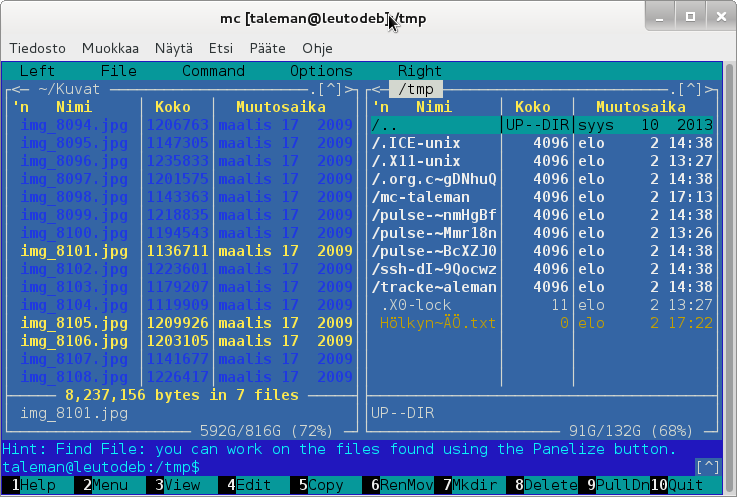 mc [taleman@leutodeb]:/tmp
Tiedosto Muokkaa Näytä Etsi Pääte Ohje
Left File Command Options Right
<− ~/Kuvat .[^]>
'n Nimi Koko Muutosaika
img_8094.jpg 1206763 maalis 17 2009
img_8095.jpg 1147305 maalis 17 2009
img_8096.jpg 1235833 maalis 17 2009
img_8097.jpg 1201575 maalis 17 2009
img_8098.jpg 1143363 maalis 17 2009
img_8099.jpg 1218835 maalis 17 2009
img_8100.jpg 1194543 maalis 17 2009
img_8101.jpg 1136711 maalis 17 2009
img_8102.jpg 1223601 maalis 17 2009
img_8103.jpg 1179207 maalis 17 2009
img_8104.jpg 1119909 maalis 17 2009
img_8105.jpg 1209926 maalis 17 2009
img_8106.jpg 1203105 maalis 17 2009
img_8107.jpg 1141677 maalis 17 2009
img_8108.jpg 1226417 maalis 17 2009
8,237,156 bytes in 7 files
img_8101.jpg
592G/816G (72%)
<− /tmp .[^]>
'n Nimi Koko Muutosaika
/.. UP--DIR syys 10 2013
/.ICE-unix 4096 elo 2 14:38
/.X11-unix 4096 elo 2 13:27
/.org.c~gDNhuQ 4096 elo 2 14:38
/mc-taleman 4096 elo 2 17:13
/pulse-~nmHgBf 4096 elo 2 14:38
/pulse-~Mmr18n 4096 elo 2 13:26
/pulse-~BcXZJ0 4096 elo 2 14:38
/ssh-dI~9Qocwz 4096 elo 2 14:38
/tracke~aleman 4096 elo 2 14:38
.X0-lock 11 elo 2 13:27
Hölkyn~ÄÖ.txt 0 elo 2 17:22
UP--DIR
91G/132G (68%)
Hint: Find File: you can work on the files found using the Panelize button.
taleman@leutodeb:/tmp$ [^]
1Help 2Menu 3View 4Edit 5Copy 6RenMov 7Mkdir 8Delete 9PullDn 10Quit